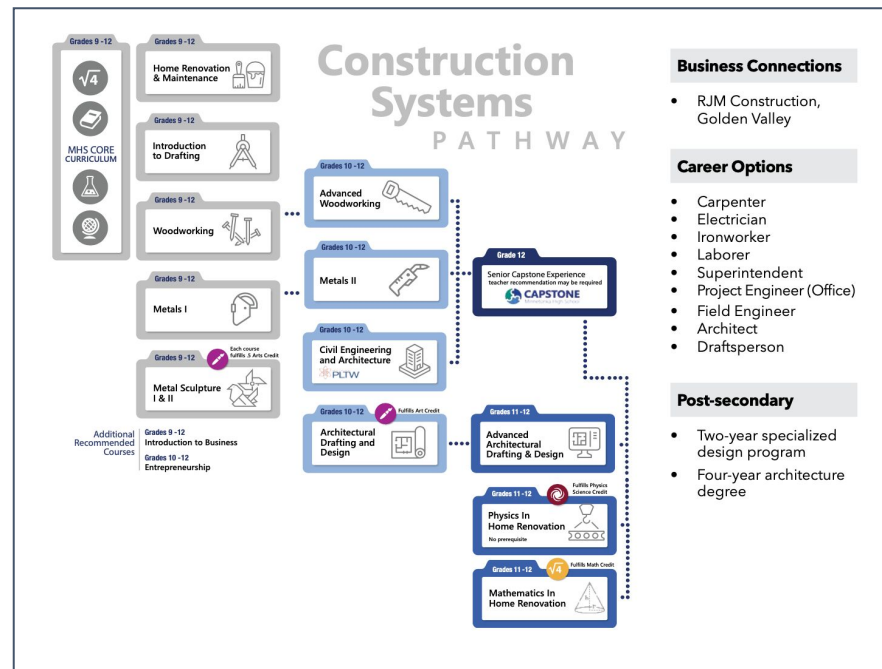 Construction
Systems
PATHWAY
Grades 9 -12
√4
MHS CORE
CURRICULUM
Grades 9 -12
Home Renovation
& Maintenance
Grades 9 -12
Introduction
to Drafting
Grades 9 -12
Woodworking
Grades 9 -12
Metals I
Each course
fulfills .5 Arts Credit
Grades 9 -12
Metal Sculpture
I & II
Additional
Recommended
Courses
Grades 9 -12
Introduction to Business
Grades 10 -12
Entrepreneurship
Grades 10 -12
Advanced
Woodworking
Grades 10 -12
Metals II
Grades 10 -12
Civil Engineering
and Architecture
PLTW
Grades 10 -12
Fulfills Art Credit
Architectural
Drafting and
Design
Grade 12
Senior Capstone Experience
teacher recommendation may be required
CAPSTONE
Minnetonka High School
Grades 11 -12
Advanced
Architectural
Drafting & Design
Grades 11 -12
Fulfills Physics
Science Credit
Physics In
Home Renovation
No prerequisite
Grades 11 -12
√4
Fulfills Math Credit
Mathematics In
Home Renovation
Business Connections
• RJM Construction,
Golden Valley
Career Options
• Carpenter
• Electrician
• Ironworker
• Laborer
• Superintendent
• Project Engineer (Office)
• Field Engineer
• Architect
• Draftsperson
Post-secondary
• Two-year specialized
design program
• Four-year architecture
degree